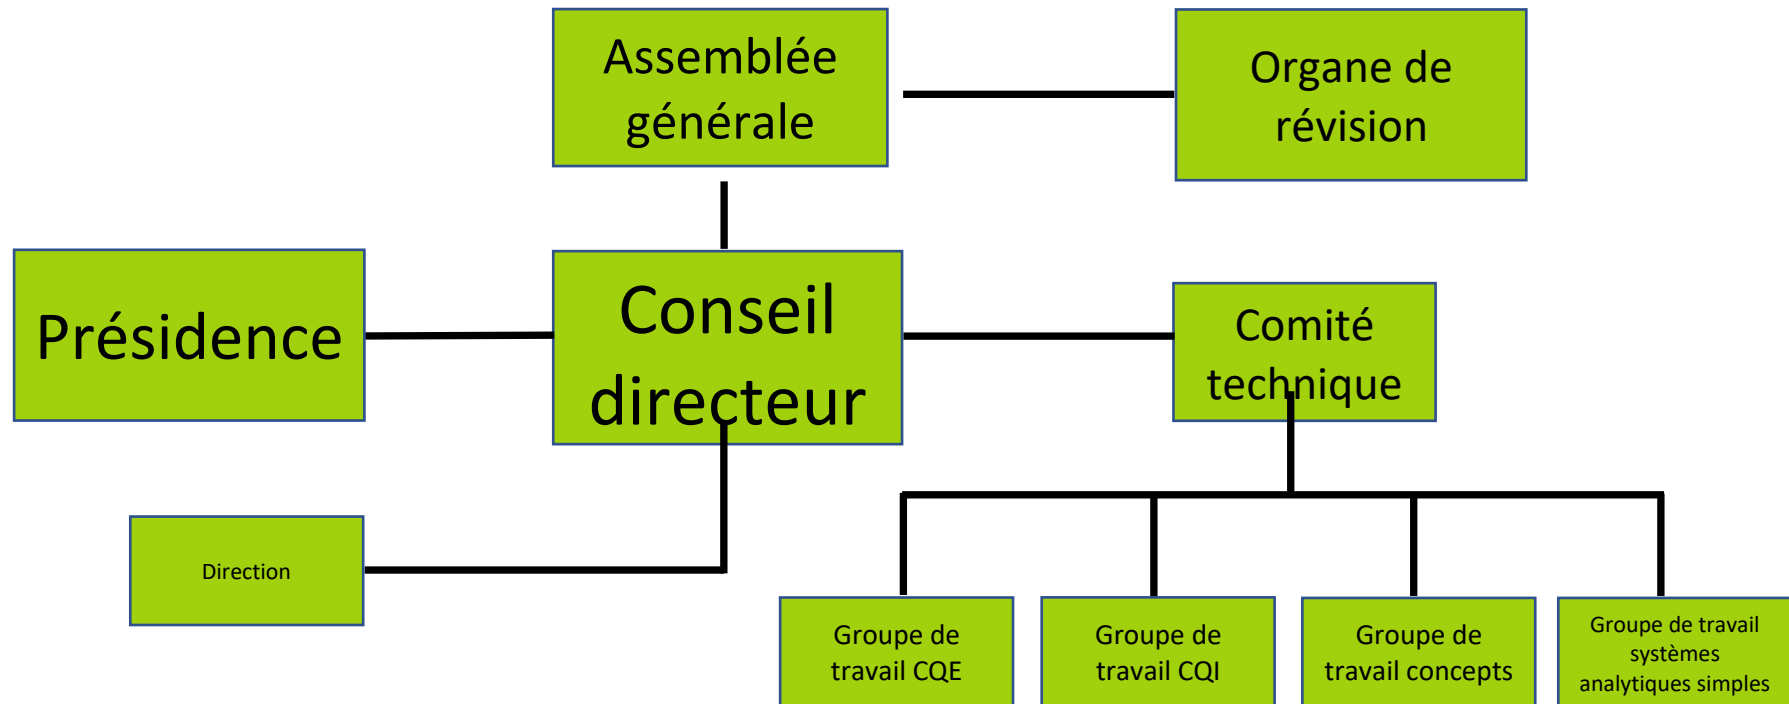 Assemblée
générale
Organe de
révision
Présidence
Conseil
directeur
Comité
technique
Direction
Groupe de
travail CQE
Groupe de
travail CQI
Groupe de
travail concepts
Groupe de travail
systèmes
analytiques simples